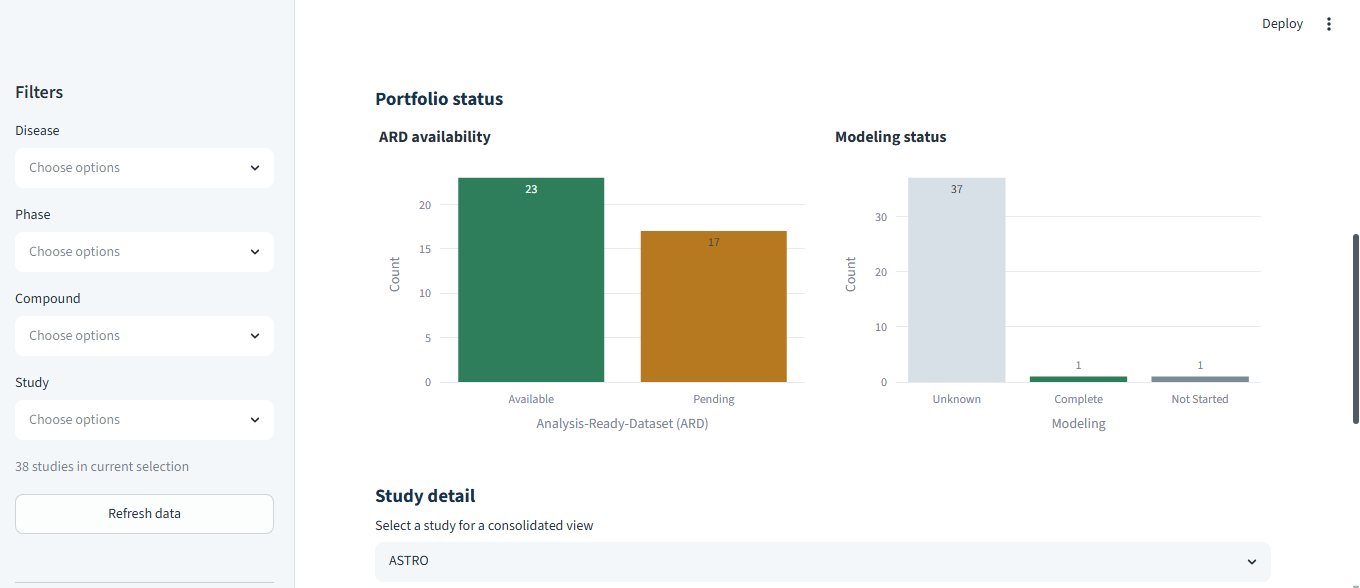 Deploy
Filters
Disease
Choose options
Phase
Choose options
Compound
Choose options
Study
Choose options
38 studies in current selection
Refresh data
Portfolio status
ARD availability
23
17
20
15
10
5
0
Count
Available Pending
Analysis-Ready-Dataset (ARD)
Modeling status
37
30
20
10
0
1 1
Count
Unknown Complete Not Started
Modeling
Study detail
Select a study for a consolidated view
ASTRO